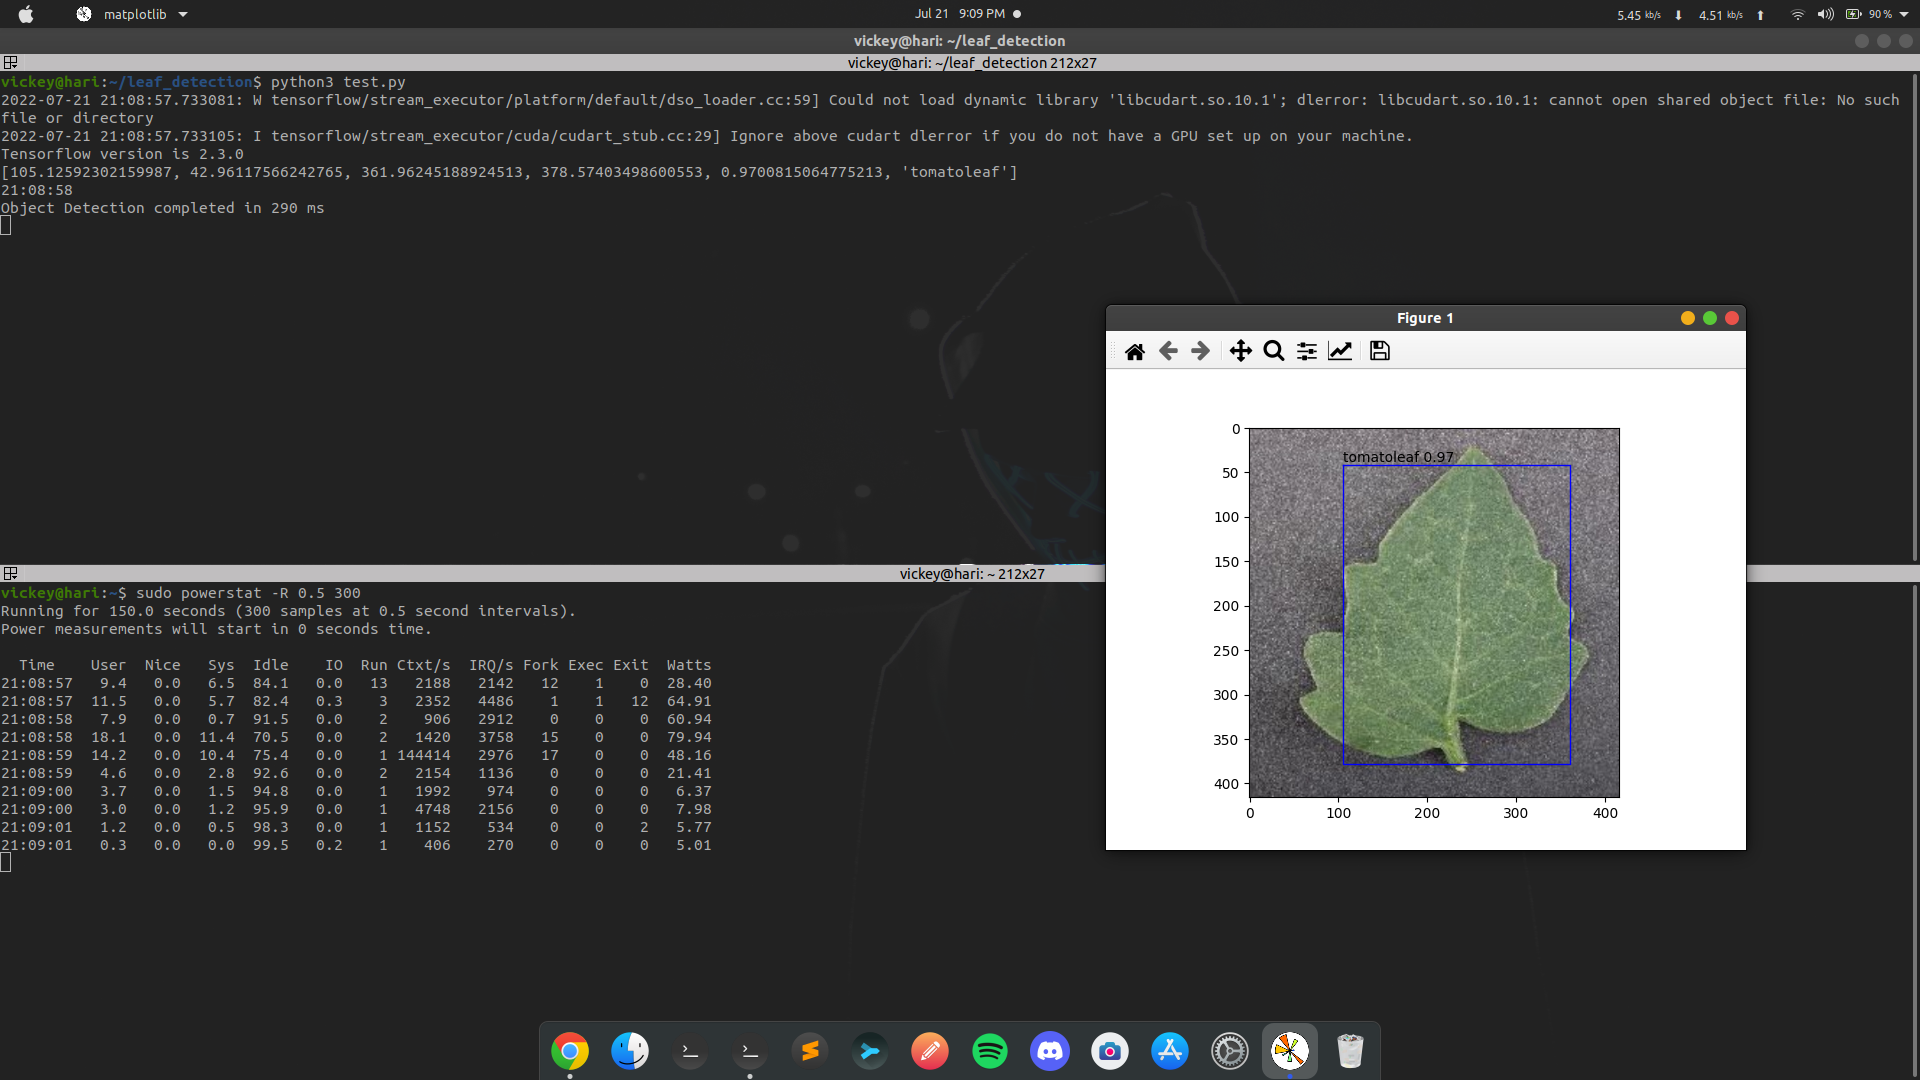 matplotlib
Jul 21 9:09 PM
5.45 kb/s 4.51 kb/s 90 %
vickey@hari: ~/leaf_detection
vickey@hari: ~/leaf_detection 212x27
vickey@hari:~/leaf_detection$ python3 test.py
2022-07-21 21:08:57.733081: W tensorflow/stream_executor/platform/default/dso_loader.cc:59] Could not load dynamic library 'libcudart.so.10.1'; dlerror: libcudart.so.10.1: cannot open shared object file: No such
file or directory
2022-07-21 21:08:57.733105: I tensorflow/stream_executor/cuda/cudart_stub.cc:29] Ignore above cudart dlerror if you do not have a GPU set up on your machine.
Tensorflow version is 2.3.0
[105.12592302159987, 42.96117566242765, 361.96245188924513, 378.57403498600553, 0.9700815064775213, 'tomatoleaf']
21:08:58
Object Detection completed in 290 ms
Figure 1
tomatoleaf 0.97
0
50
100
150
200
250
300
350
400
0 100 200 300 400
vickey@hari: ~ 212x27
vickey@hari:~$ sudo powerstat -R 0.5 300
Running for 150.0 seconds (300 samples at 0.5 second intervals).
Power measurements will start in 0 seconds time.
Time User Nice Sys Idle IO Run Ctxt/s IRQ/s Fork Exec Exit Watts
21:08:57 9.4 0.0 6.5 84.1 0.0 13 2188 2142 12 1 0 28.40
21:08:57 11.5 0.0 5.7 82.4 0.3 3 2352 4486 1 1 12 64.91
21:08:58 7.9 0.0 0.7 91.5 0.0 2 906 2912 0 0 0 60.94
21:08:58 18.1 0.0 11.4 70.5 0.0 2 1420 3758 15 0 0 79.94
21:08:59 14.2 0.0 10.4 75.4 0.0 1 144414 2976 17 0 0 48.16
21:08:59 4.6 0.0 2.8 92.6 0.0 2 2154 1136 0 0 0 21.41
21:09:00 3.7 0.0 1.5 94.8 0.0 1 1992 974 0 0 0 6.37
21:09:00 3.0 0.0 1.2 95.9 0.0 1 4748 2156 0 0 0 7.98
21:09:01 1.2 0.0 0.5 98.3 0.0 1 1152 534 0 0 2 5.77
21:09:01 0.3 0.0 0.0 99.5 0.2 1 406 270 0 0 0 5.01